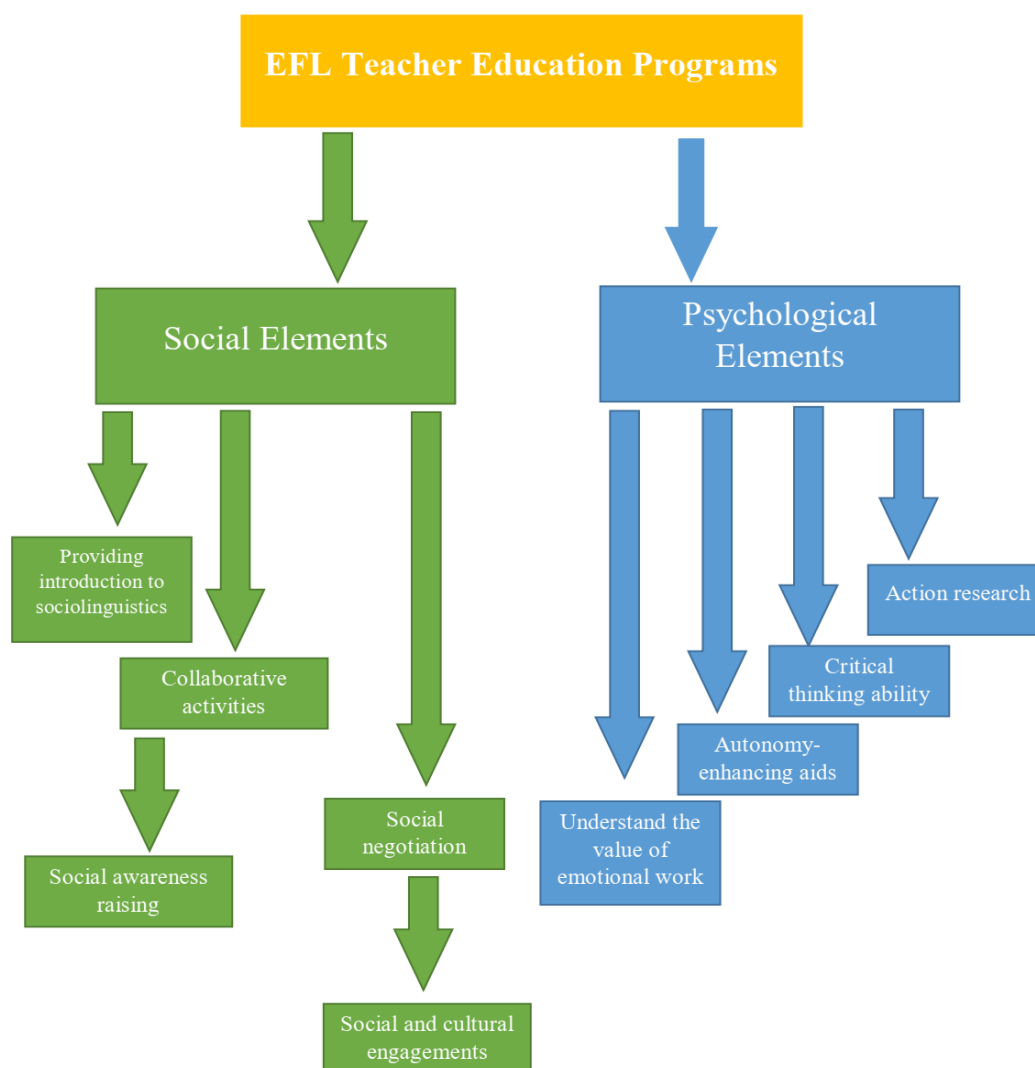 EFL Teacher Education Programs
Social Elements
Psychological
Elements
Providing
introduction to
sociolinguistics
Collaborative
activities
Social awareness
raising
Social
negotiation
Social and cultural
engagements
Action research
Critical
thinking ability
Autonomy-
enhancing aids
Understand the
value of
emotional work